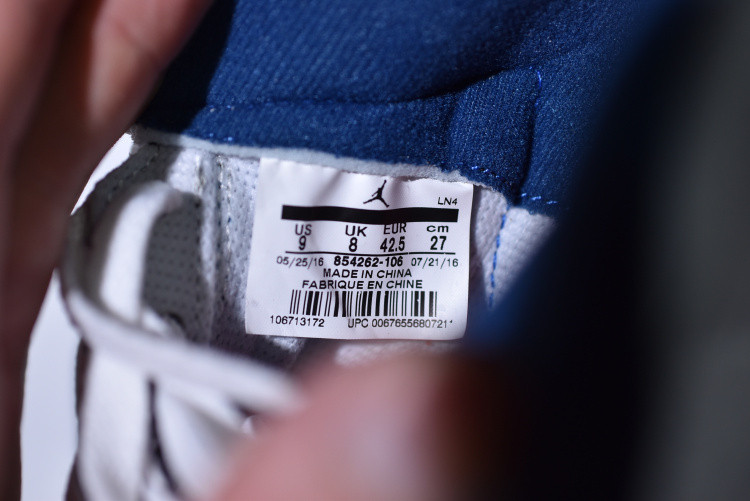 LN4
US UK EUR cm
9 8 42.5 27
05/25/16 854262-106 07/21/16
MADE IN CHINA
FABRIQUE EN CHINE
106713172 UPC 0067655680721